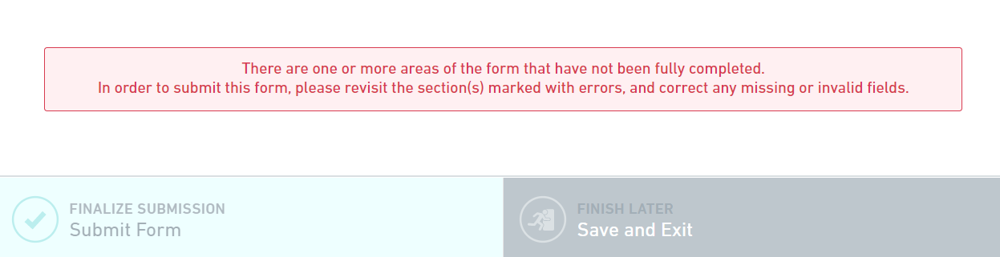 There are one or more areas of the form that have not been fully completed.
In order to submit this form, please revisit the section(s) marked with errors, and correct any missing or invalid fields.
FINALIZE SUBMISSION
Submit Form
FINISH LATER
Save and Exit